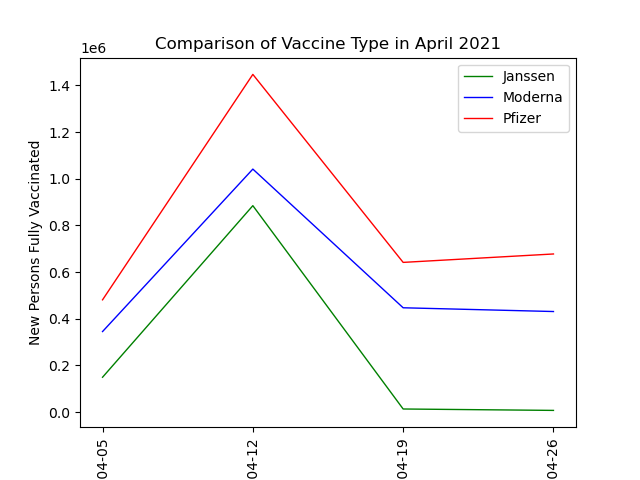 Comparison of Vaccine Type in April 2021
1e6
Janssen
Moderna
Pfizer
New Persons Fully Vaccinated
1.4
1.2
1.0
0.8
0.6
0.4
0.2
0.0
04-05
04-12
04-19
04-26